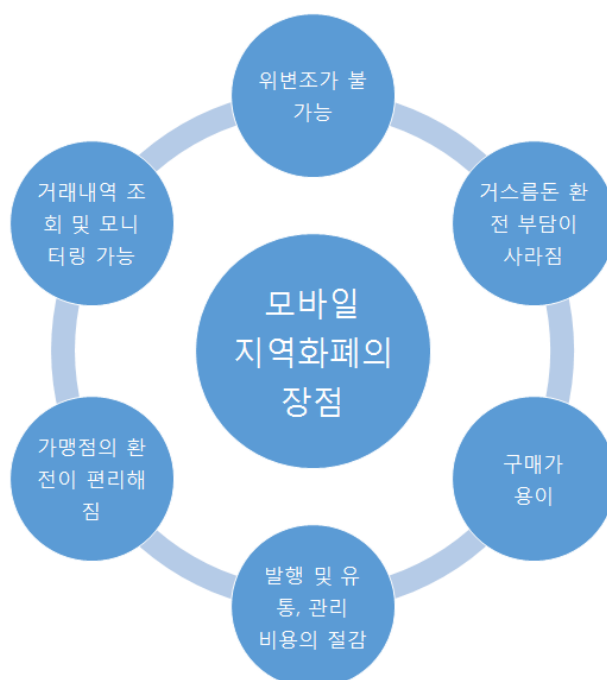 위변조가 불
가능
거스름돈 환
전 부담이
사라짐
구매가
용이
발행 및 유
통, 관리
비용의 절감
가맹점의 환
전이 편리해
짐
거래내역 조
회 및 모니
터링 가능
모바일
지역화폐의
장점